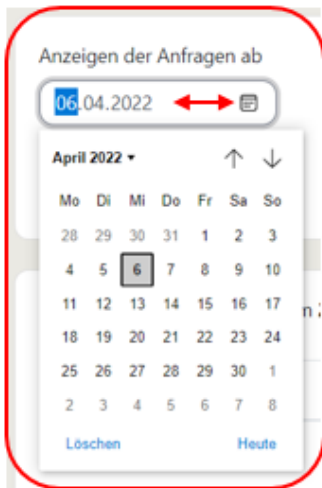 Anzeigen der Anfragen ab
06.04.2022
April 2022
Mo Di Mi Do Fr Sa So
28 29 30 31 1 2 3
4 5 6 7 8 9 10
11 12 13 14 15 16 17
18 19 20 21 22 23 24
25 26 27 28 29 30 1
2 3 4 5 6 7 8
Löschen Heute